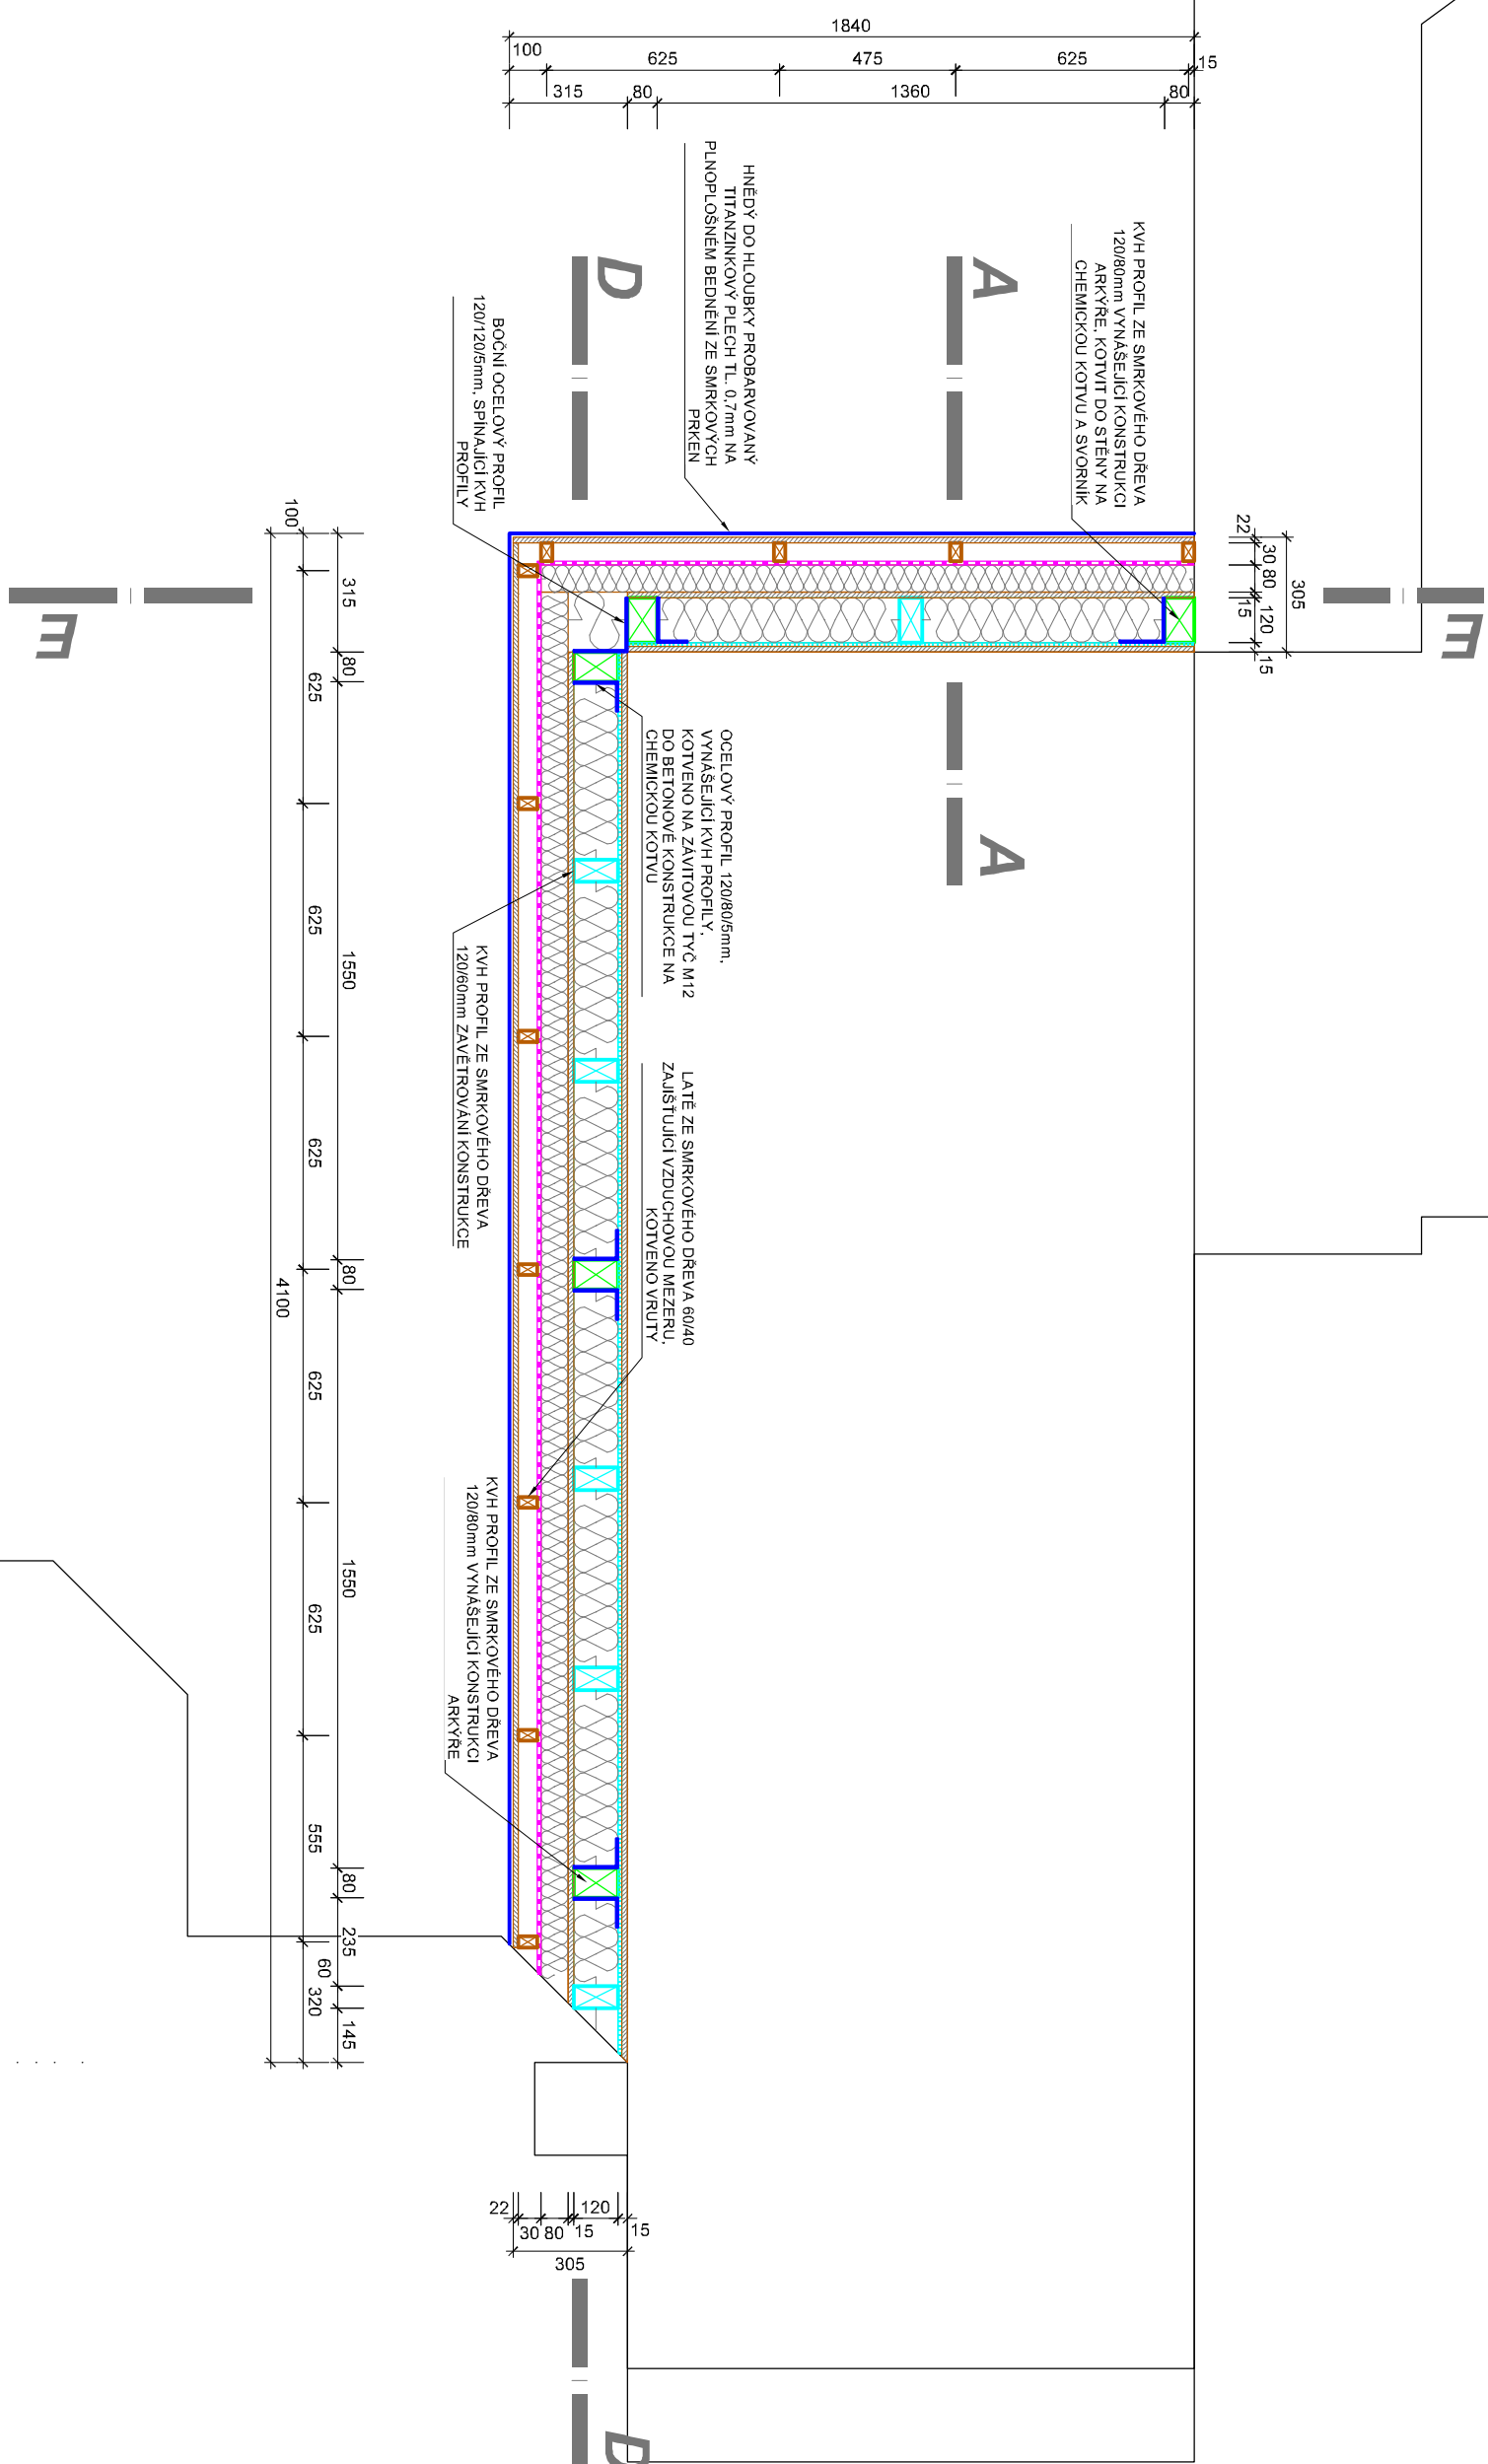 1840
100
625
475
625
15
315
80
1360
80
KVH PROFIL ZE SMRKOVÉHO DŘEVA
120/80mm VYNÁŠEJÍCÍ KONSTRUKCI
ARKÝŘE, KOTVIT DO STĚNY NA
CHEMICKOU KOTVU A SVORNÍK
HNĚDÝ DO HLOUBKY PROBARVOVANÝ
TITANZINKOVÝ PLECH TL. 0,7mm NA
PLNOPLOŠNÉM BEDNĚNÍ ZE SMRKOVÝCH
PRKEN
A
D
BOČNÍ OCELOVÝ PROFIL
120/120/5mm, SPÍNAJÍCÍ KVH
PROFILY
22
30
80
15
120
15
305
E
E
OCELOVÝ PROFIL 120/80/5mm,
VYNÁŠEJÍCÍ KVH PROFILY,
KOTVENO NA ZÁVITOVOU TYČ M12
DO BETONOVÉ KONSTRUKCE NA
CHEMICKOU KOTVU
A
KVH PROFIL ZE SMRKOVÉHO DŘEVA
120/60mm ZAVĚTROVÁNÍ KONSTRUKCE
LATĚ ZE SMRKOVÉHO DŘEVA 60/40
ZAJIŠŤUJÍCÍ VZDUCHOVOU MEZERU,
KOTVENO VRUTY
KVH PROFIL ZE SMRKOVÉHO DŘEVA
120/80mm VYNÁŠEJÍCÍ KONSTRUKCI
ARKÝŘE
315
80
1550
80
1550
80
235
60
145
100
625
625
625
625
625
555
320
4100
22
30
80
15
120
15
305
D